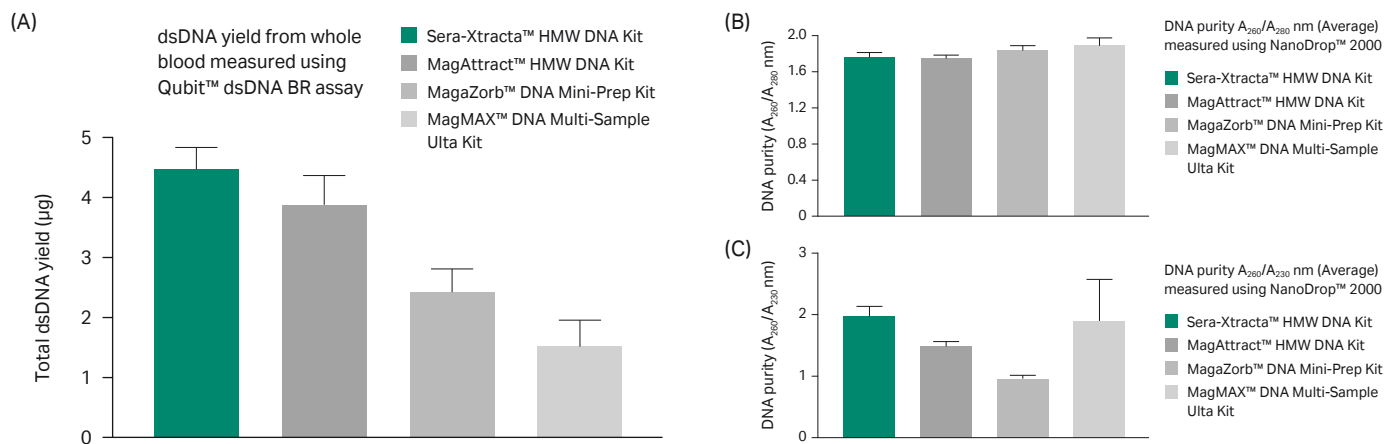 (A)
dsDNA yield from whole
blood measured using
Qubit™ dsDNA BR assay
Sera-Xtracta™ HMW DNA Kit
MagAttract™ HMW DNA Kit
MagaZorb™ DNA Mini-Prep Kit
MagMAX™ DNA Multi-Sample
Ulta Kit
Total dsDNA yield (µg)
5
4
3
2
1
0
(B)
DNA purity (A₂₆₀/A₂₈₀ nm)
2.0
1.6
1.2
0.8
0.4
0
DNA purity A₂₆₀/A₂₈₀ nm (Average)
measured using NanoDrop™ 2000
Sera-Xtracta™ HMW DNA Kit
MagAttract™ HMW DNA Kit
MagaZorb™ DNA Mini-Prep Kit
MagMAX™ DNA Multi-Sample
Ulta Kit
(C)
DNA purity (A₂₆₀/A₂₃₀ nm)
3
2
1
0
DNA purity A₂₆₀/A₂₃₀ nm (Average)
measured using NanoDrop™ 2000
Sera-Xtracta™ HMW DNA Kit
MagAttract™ HMW DNA Kit
MagaZorb™ DNA Mini-Prep Kit
MagMAX™ DNA Multi-Sample
Ulta Kit